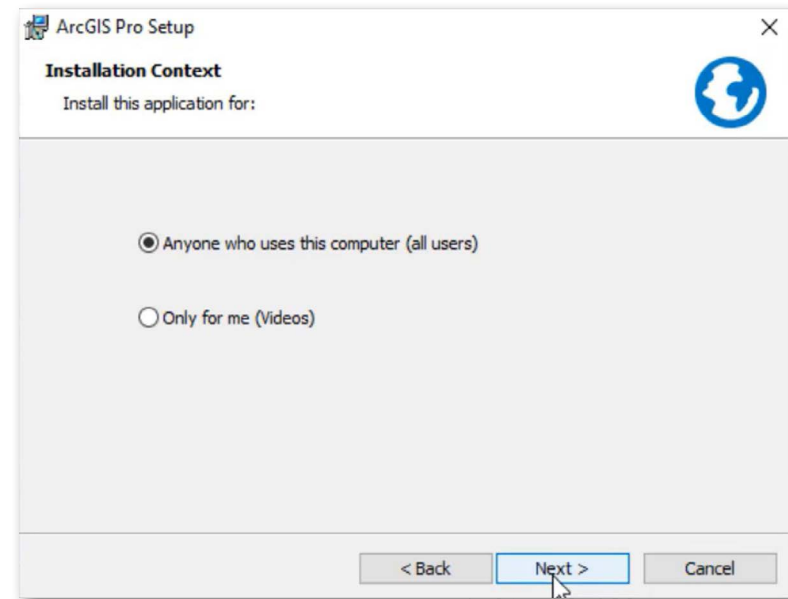 ArcGIS Pro Setup
Installation Context
Install this application for:
Anyone who uses this computer (all users)
Only for me (Videos)
< Back
Next >
Cancel